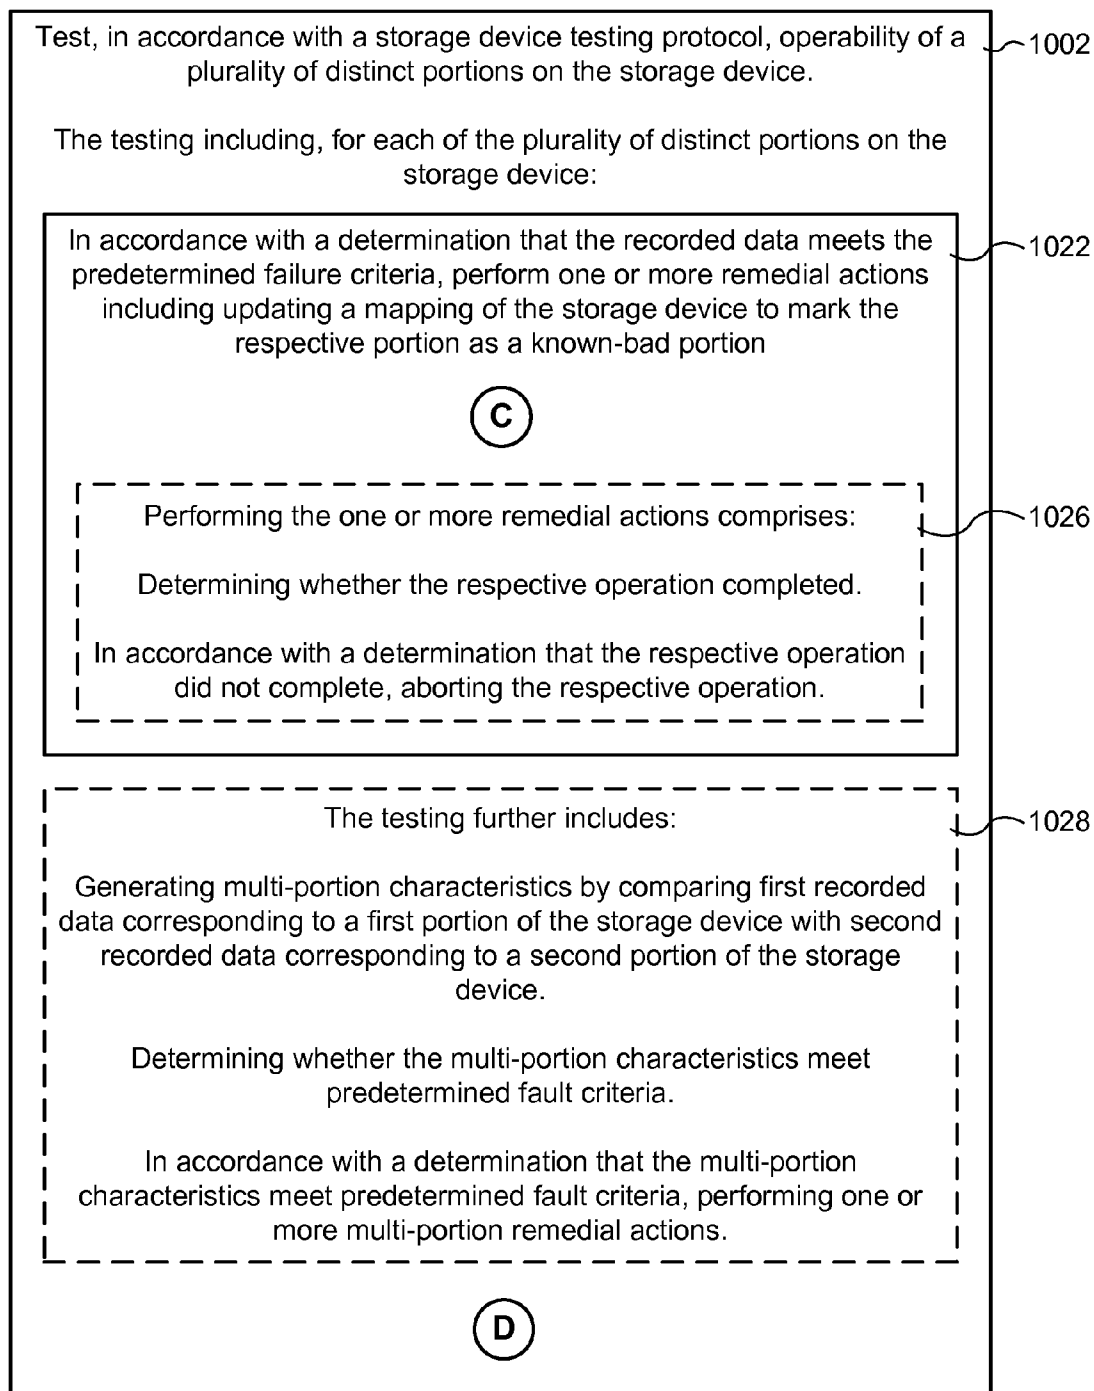 Test, in accordance with a storage device testing protocol, operability of a
plurality of distinct portions on the storage device.
1002
The testing including, for each of the plurality of distinct portions on the
storage device:
In accordance with a determination that the recorded data meets the
predetermined failure criteria, perform one or more remedial actions
including updating a mapping of the storage device to mark the
respective portion as a known-bad portion
1022
C
Performing the one or more remedial actions comprises:
1026
Determining whether the respective operation completed.
In accordance with a determination that the respective operation
did not complete, aborting the respective operation.
The testing further includes:
1028
Generating multi-portion characteristics by comparing first recorded
data corresponding to a first portion of the storage device with second
recorded data corresponding to a second portion of the storage
device.
Determining whether the multi-portion characteristics meet
predetermined fault criteria.
In accordance with a determination that the multi-portion
characteristics meet predetermined fault criteria, performing one or
more multi-portion remedial actions.
D